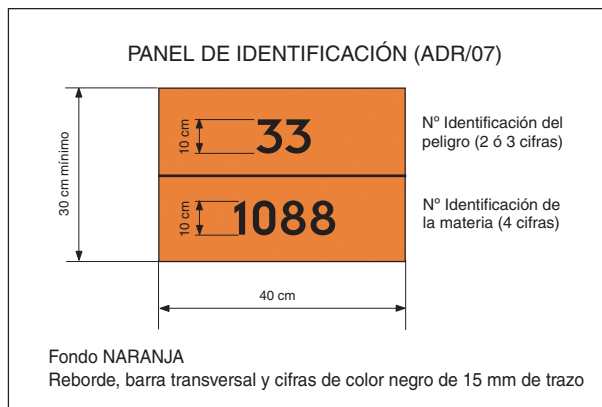 PANEL DE IDENTIFICACIÓN (ADR/07)
30 cm mínimo
10 cm
33
Nº Identificación del
peligro (2 ó 3 cifras)
10 cm
1088
Nº Identificación de
la materia (4 cifras)
40 cm
Fondo NARANJA
Reborde, barra transversal y cifras de color negro de 15 mm de trazo